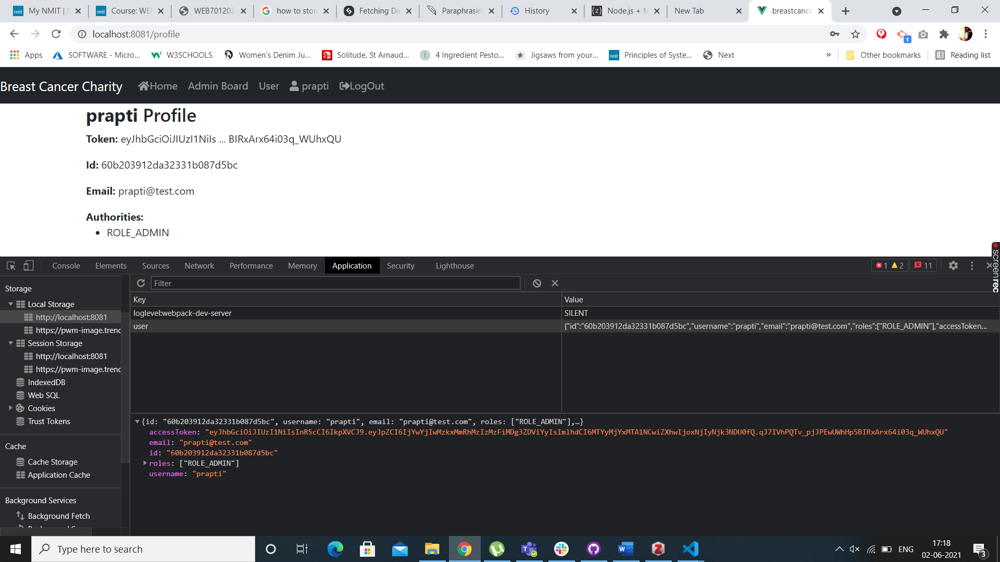 My NMIT |
Course: WE
WEB701202
how to stor
Fetching Da
Paraphrasin
History
Node.js + M
New Tab
breastcance
localhost:8081/profile
1
Apps
SOFTWARE - Micro...
W3SCHOOLS
Women's Denim Ju...
Solitude, St Arnaud...
4 Ingredient Pesto...
Jigsaws from your...
Principles of Syste...
Next
»
Other bookmarks
Reading list
Breast Cancer Charity
Home
Admin Board
User
prapti
LogOut
prapti Profile
Token: eyJhbGciOiJIUzI1NiIs ... BIRxArx64i03q_WUhxQU
Id: 60b203912da32331b087d5bc
Email: prapti@test.com
Authorities:
• ROLE_ADMIN
screenrec
Console
Elements
Sources
Network
Performance
Memory
Application
Security
Lighthouse
1
2
11
Storage
Local Storage
http://localhost:8081
https://pwm-image.trend
Session Storage
http://localhost:8081
https://pwm-image.trend
IndexedDB
Web SQL
Cookies
Trust Tokens
Cache
Cache Storage
Application Cache
Background Services
Background Fetch
Filter
Key
Value
loglevel:webpack-dev-server
SILENT
user
{"id":"60b203912da32331b087d5bc","username":"prapti","email":"prapti@test.com","roles":["ROLE_ADMIN"],"accessToken...
{id: "60b203912da32331b087d5bc", username: "prapti", email: "prapti@test.com", roles: ["ROLE_ADMIN"],…}
accessToken: "eyJhbGciOiJIUzI1NiIsInR5cCI6IkpXVCJ9.eyJpZCI6IjYwYjIwMzkxMmRhMzIzMzFiMDg3ZDViYyIsImlhdCI6MTYyMjYxMTA1NCwiZXhwIjoxNjIyNjk3NDU0fQ.qJ7IVhPQTv_pjJPEwUWhHp5BIRxArx64i03q_WUhxQU"
email: "prapti@test.com"
id: "60b203912da32331b087d5bc"
roles: ["ROLE_ADMIN"]
username: "prapti"
Type here to search
ENG
17:18
02-06-2021
3